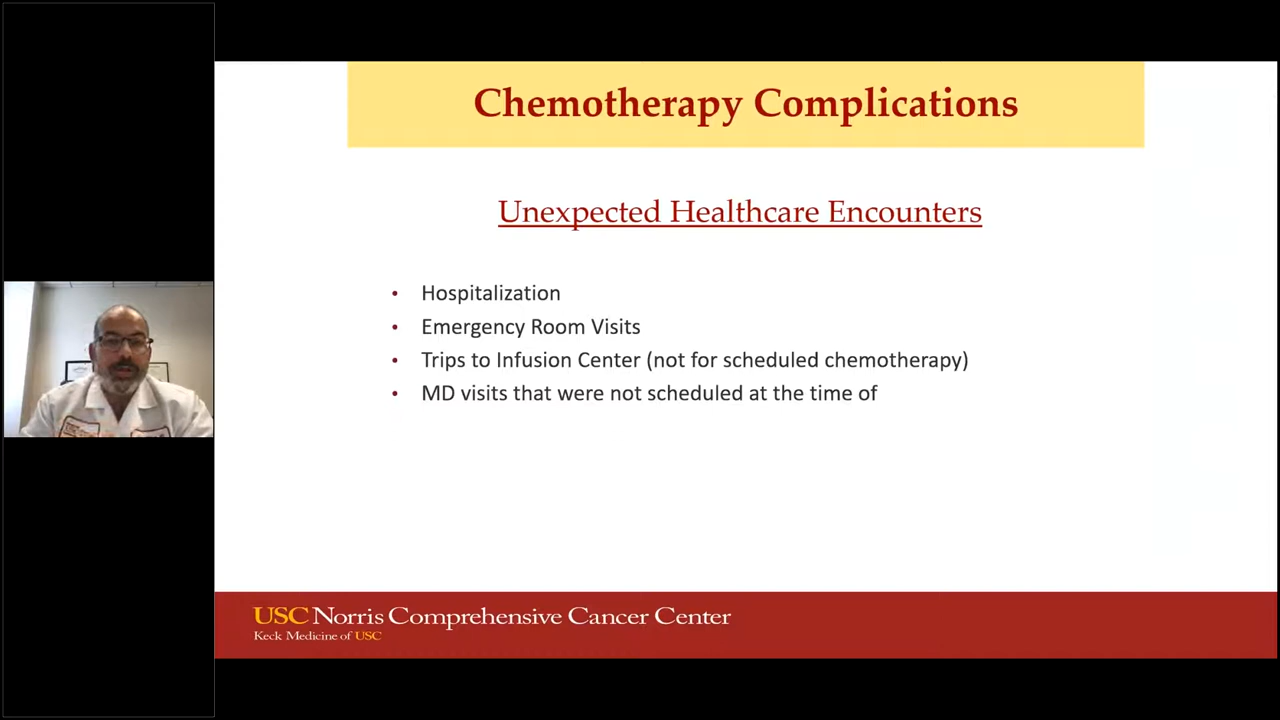 Chemotherapy Complications
Unexpected Healthcare Encounters
• Hospitalization
• Emergency Room Visits
• Trips to Infusion Center (not for scheduled chemotherapy)
• MD visits that were not scheduled at the time of
USC Norris Comprehensive Cancer Center
Keck Medicine of USC